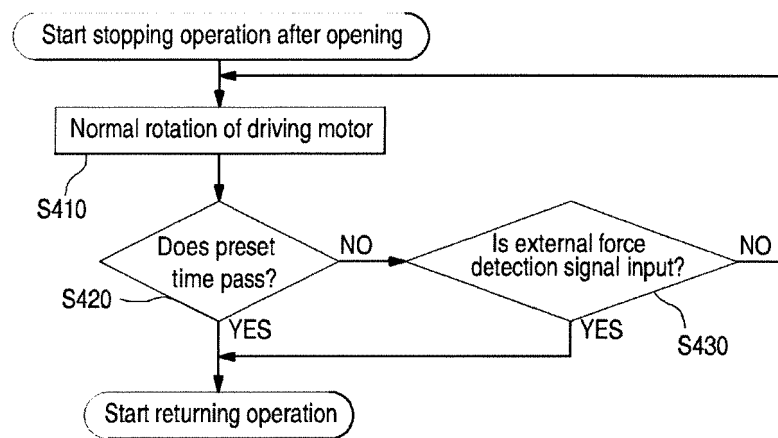 Start stopping operation after opening
Normal rotation of driving motor
S410
Does preset
time pass?
NO
Is external force
detection signal input?
NO
S420
YES
YES
S430
Start returning operation